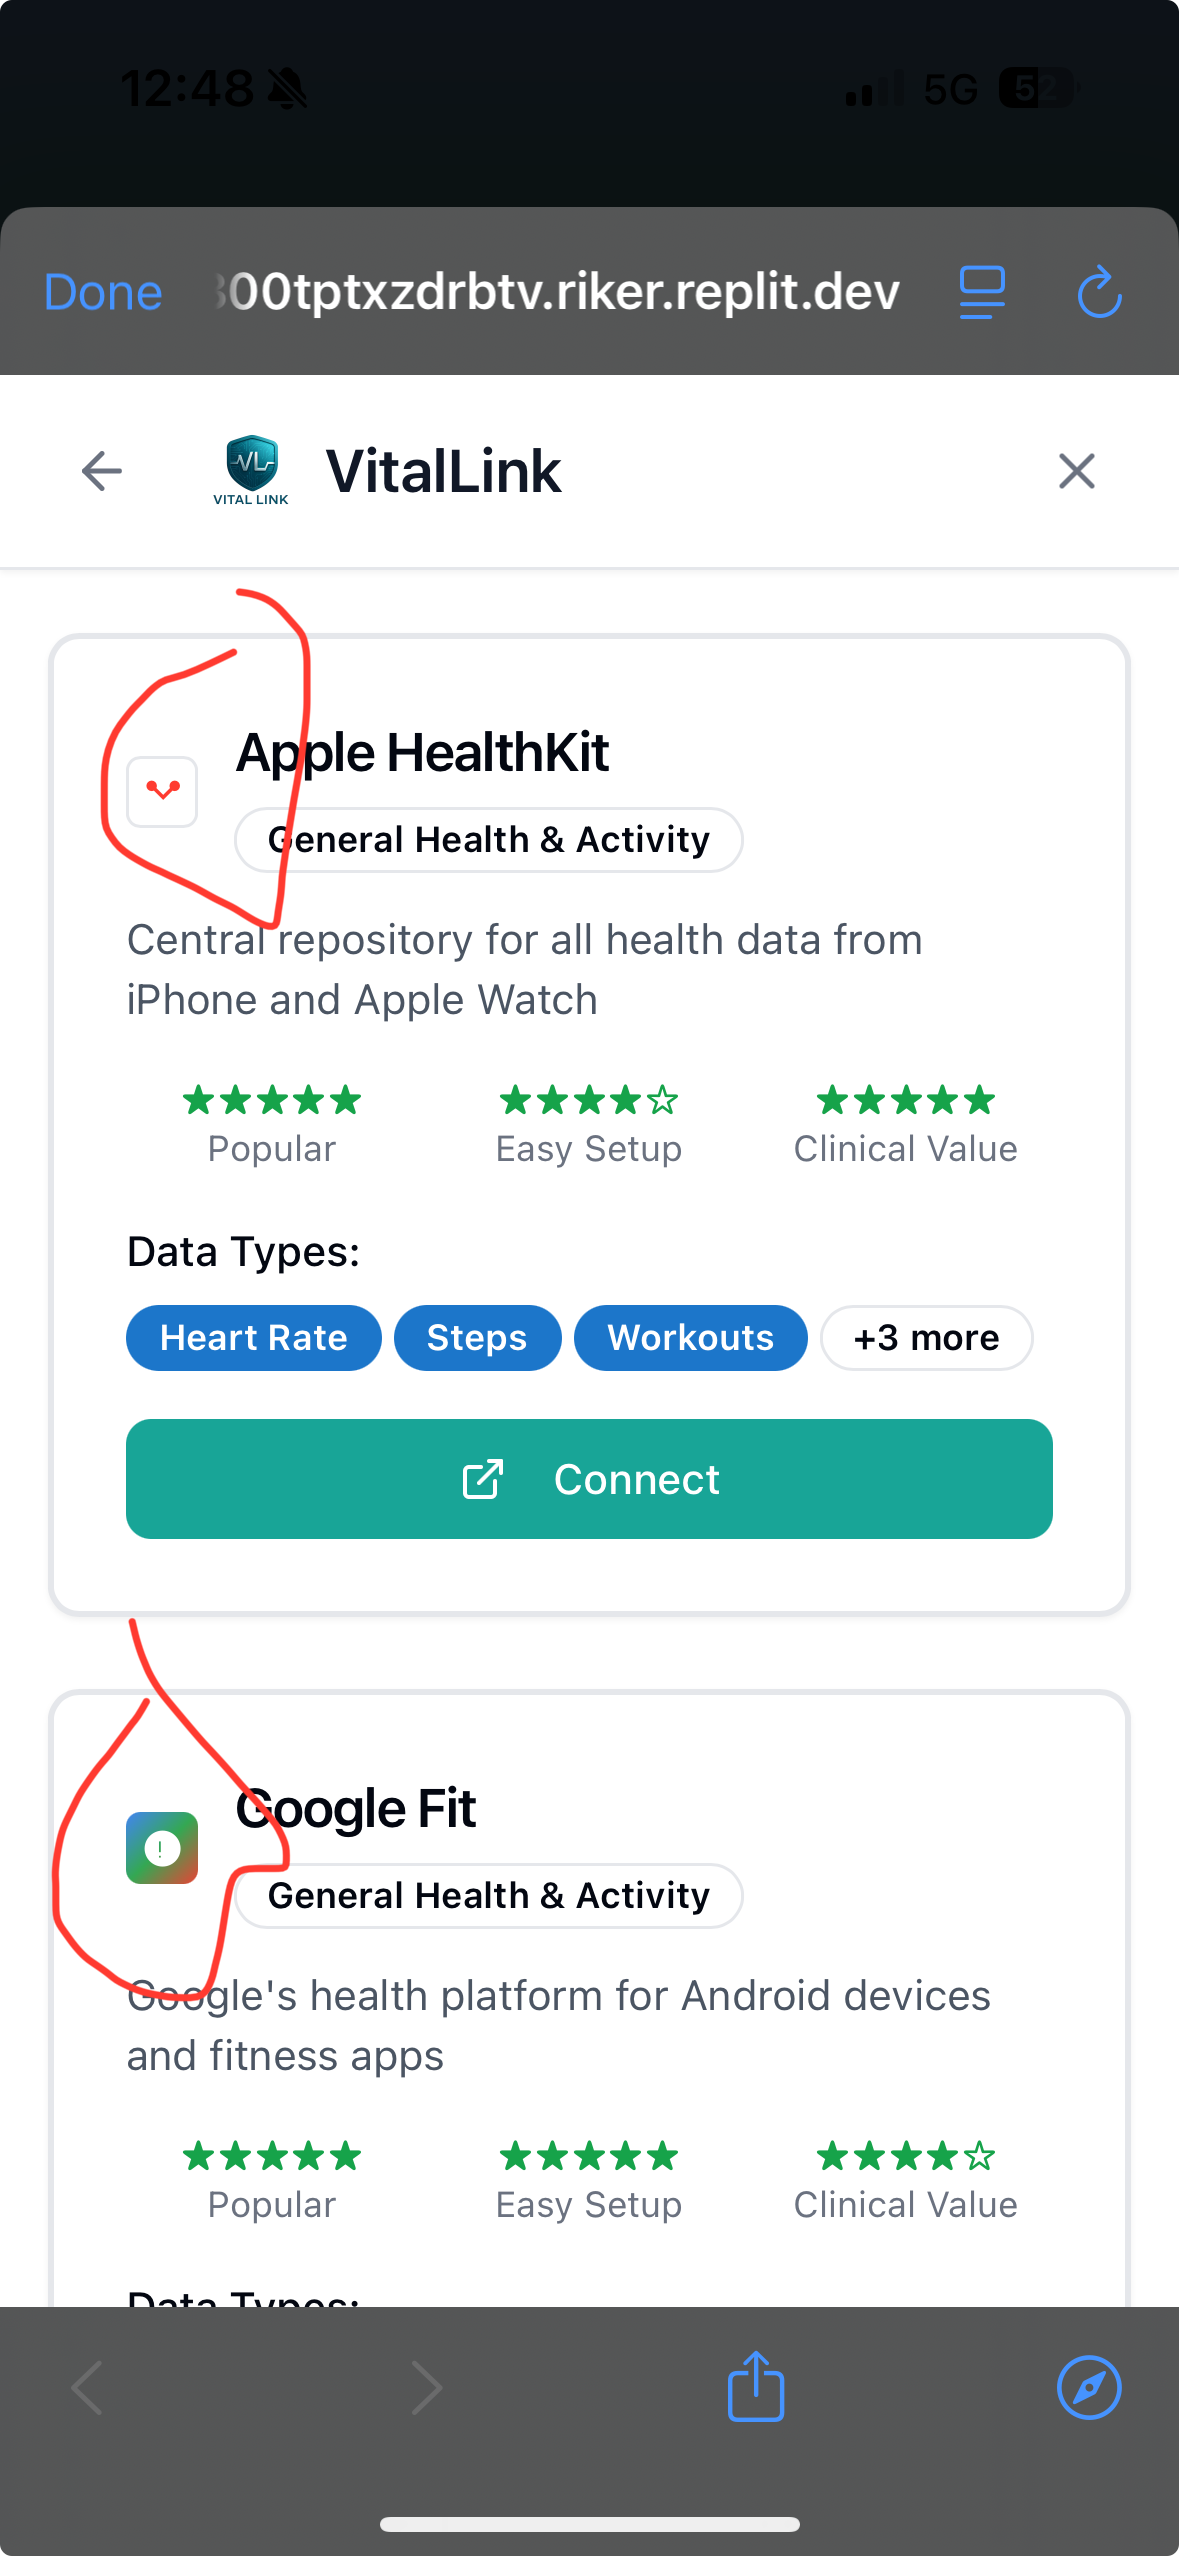 12:48
5G 52
Done
00tptxzdrbtv.riker.replit.dev
VL
VITAL LINK
VitalLink
Apple HealthKit
General Health & Activity
Central repository for all health data from
iPhone and Apple Watch
Popular
Easy Setup
Clinical Value
Data Types:
Heart Rate
Steps
Workouts
+3 more
Connect
!
Google Fit
General Health & Activity
Google's health platform for Android devices
and fitness apps
Popular
Easy Setup
Clinical Value
Data Types: